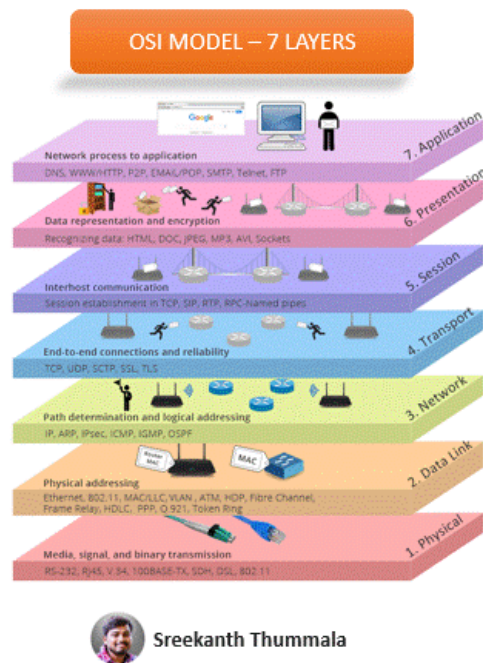 OSI MODEL – 7 LAYERS
Google
7. Application
Network process to application
DNS, WWW/HTTP, P2P, EMAIL/POP, SMTP, Telnet, FTP
6. Presentation
Data representation and encryption
Recognizing data: HTML, DOC, JPEG, MP3, AVI, Sockets
5. Session
Interhost communication
Session establishment in TCP, SIP, RTP, RPC-Named pipes
4. Transport
End-to-end connections and reliability
TCP, UDP, SCTP, SSL, TLS
3. Network
Path determination and logical addressing
IP, ARP, IPsec, ICMP, IGMP, OSPF
Router
MAC
MAC
2. Data Link
Physical addressing
Ethernet, 802.11, MAC/LLC, VLAN , ATM, HDP, Fibre Channel,
Frame Relay, HDLC, PPP, Q.921, Token Ring
1. Physical
Media, signal, and binary transmission
RS-232, RJ45, V.34, 100BASE-TX, SDH, DSL, 802.11
Sreekanth Thummala